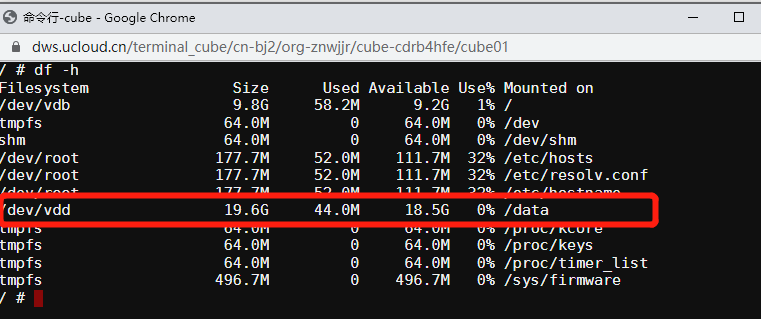 命令行-cube - Google Chrome
dws.ucloud.cn/terminal_cube/cn-bj2/org-znwjjr/cube-cdrb4hfe/cube01
/ # df -h
Filesystem Size Used Available Use% Mounted on
/dev/vdb 9.8G 58.2M 9.2G 1% /
tmpfs 64.0M 0 64.0M 0% /dev
shm 64.0M 0 64.0M 0% /dev/shm
/dev/root 177.7M 52.0M 111.7M 32% /etc/hosts
/dev/root 177.7M 52.0M 111.7M 32% /etc/resolv.conf
/dev/root 177.7M 52.0M 111.7M 32% /etc/hostname
/dev/vdd 19.6G 44.0M 18.5G 0% /data
tmpfs 64.0M 0 64.0M 0% /proc/kcore
tmpfs 64.0M 0 64.0M 0% /proc/keys
tmpfs 64.0M 0 64.0M 0% /proc/timer_list
tmpfs 496.7M 0 496.7M 0% /sys/firmware
/ #